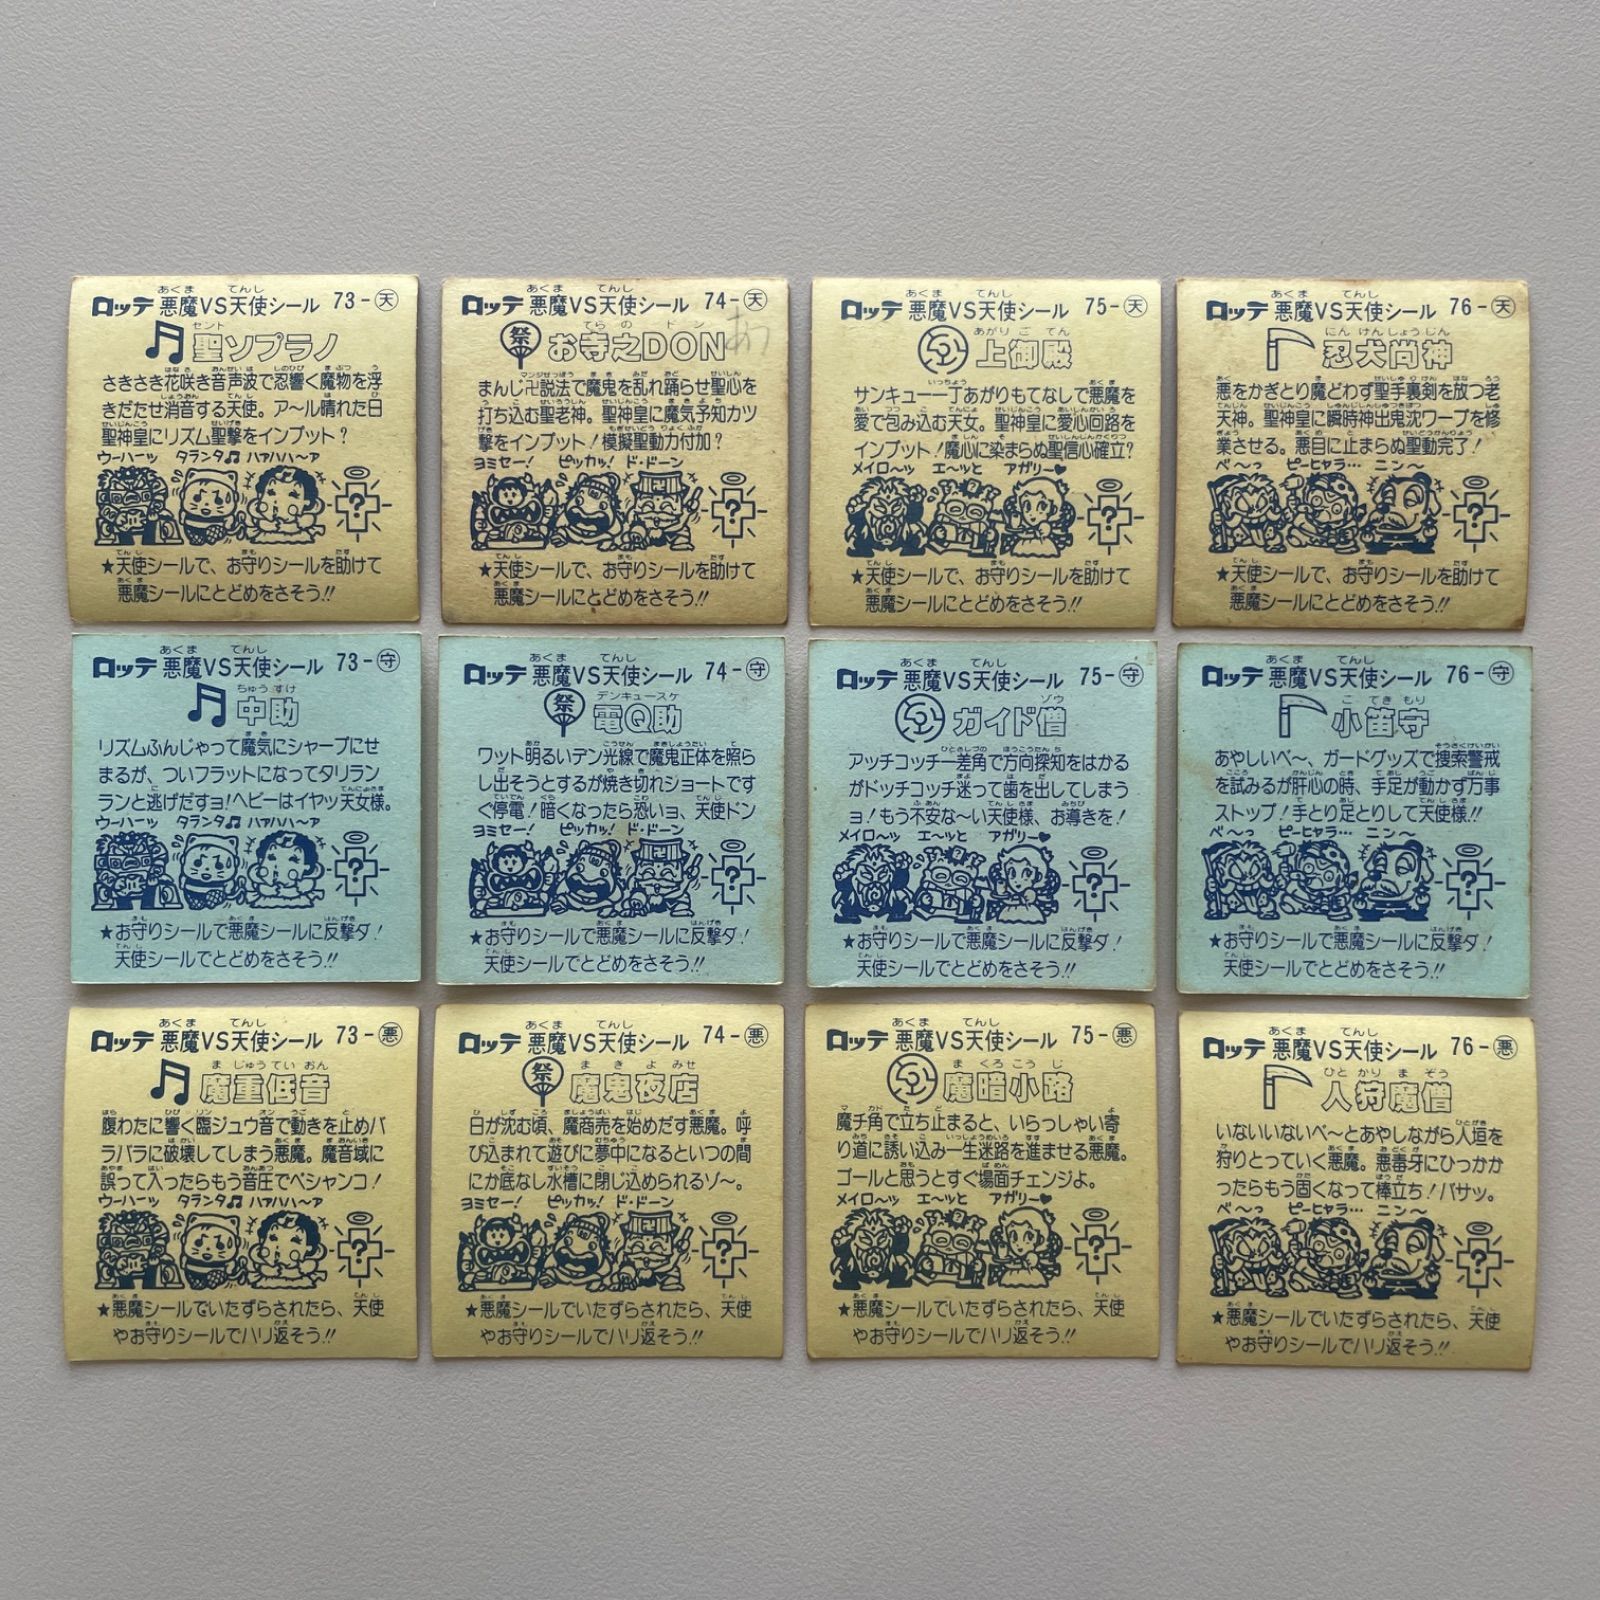 ロッテ 悪魔VS天使シール 73-天
聖ソプラノ
さきさき花咲き音声波で忍響く魔物を浮
きだたせ消音する天使。ア〜ル晴れた日
聖神皇にリズム聖撃をインプット?
ウーハーッ タランタ♫ ハァハハ〜ァ
?
★天使シールで、お守りシールを助けて
悪魔シールにとどめをさそう!!
ロッテ 悪魔VS天使シール 74-天
祭 お寺之DON
まんじ卍説法で魔鬼を乱れ踊らせ聖心を
打ち込む聖老神。聖神皇に魔気予知カツ
撃をインプット!模擬聖動力付加?
ヨミセー! ピッカッ! ド・ドーン
?
★天使シールで、お守りシールを助けて
悪魔シールにとどめをさそう!!
ロッテ 悪魔VS天使シール 75-天
上御殿
サンキュー一丁あがりもてなしで悪魔を
愛で包み込む天女。聖神皇に愛心回路を
インプット!魔心に染まらぬ聖信心確立?
メイロ〜ッ エ〜ッと アガリー♥
?
★天使シールで、お守りシールを助けて
悪魔シールにとどめをさそう!!
ロッテ 悪魔VS天使シール 76-天
忍犬尚神
悪をかぎとり魔どわず聖手裏剣を放つ老
天神。聖神皇に瞬時神出鬼沈ワープを修
業させる。悪目に止まらぬ聖動完了!
べ〜っ ピーヒャラ… ニン〜
?
★天使シールで、お守りシールを助けて
悪魔シールにとどめをさそう!!
ロッテ 悪魔VS天使シール 73-守
中助
リズムふんじゃって魔気にシャープにせ
まるが、ついフラットになってタリラン
ランと逃げだすョ!ヘビーはイヤッ天女様。
ウーハーッ タランタ♫ ハァハハ〜ァ
?
★お守りシールで悪魔シールに反撃ダ!
天使シールでとどめをさそう!!
ロッテ 悪魔VS天使シール 74-守
祭 電Q助
ワット明るいデン光線で魔鬼正体を照ら
し出そうとするが焼き切れショートです
ぐ停電!暗くなったら恐いョ、天使ドン
ヨミセー! ピッカッ! ド・ドーン
?
★お守りシールで悪魔シールに反撃ダ!
天使シールでとどめをさそう!!
ロッテ 悪魔VS天使シール 75-守
ガイド僧
アッチコッチ一差角で方向探知をはかる
がドッチコッチ迷って歯を出してしまう
ョ!もう不安な〜い天使様、お導きを!
メイロ〜ッ エ〜ッと アガリー♥
?
★お守りシールで悪魔シールに反撃ダ!
天使シールでとどめをさそう!!
ロッテ 悪魔VS天使シール 76-守
小笛守
あやしいべ〜、ガードグッズで捜索警戒
を試みるが肝心の時、手足が動かず万事
ストップ!手とり足とりして天使様!!
べ〜っ ピーヒャラ… ニン〜
?
★お守りシールで悪魔シールに反撃ダ!
天使シールでとどめをさそう!!
ロッテ 悪魔VS天使シール 73-悪
魔重低音
腹わたに響く臨ジュウ音で動きを止めバ
ラバラに破壊してしまう悪魔。魔音域に
誤って入ったらもう音圧でペシャンコ!
ウーハーッ タランタ♫ ハァハハ〜ァ
?
★悪魔シールでいたずらされたら、天使
やお守りシールでハリ返そう!!
ロッテ 悪魔VS天使シール 74-悪
祭 魔鬼夜店
日が沈む頃、魔商売を始めだす悪魔。呼
び込まれて遊びに夢中になるといつの間
にか底なし水槽に閉じ込められるゾ〜。
ヨミセー! ピッカッ! ド・ドーン
?
★悪魔シールでいたずらされたら、天使
やお守りシールでハリ返そう!!
ロッテ 悪魔VS天使シール 75-悪
魔暗小路
魔チ角で立ち止まると、いらっしゃい寄
り道に誘い込み一生迷路を進ませる悪魔。
ゴールと思うとすぐ場面チェンジよ。
メイロ〜ッ エ〜ッと アガリー♥
?
★悪魔シールでいたずらされたら、天使
やお守りシールでハリ返そう!!
ロッテ 悪魔VS天使シール 76-悪
人狩魔僧
いないいないべ〜とあやしながら人垣を
狩りとっていく悪魔。悪毒牙にひっかか
ったらもう固くなって棒立ち!バサッ。
べ〜っ ピーヒャラ… ニン〜
?
★悪魔シールでいたずらされたら、天使
やお守りシールでハリ返そう!!